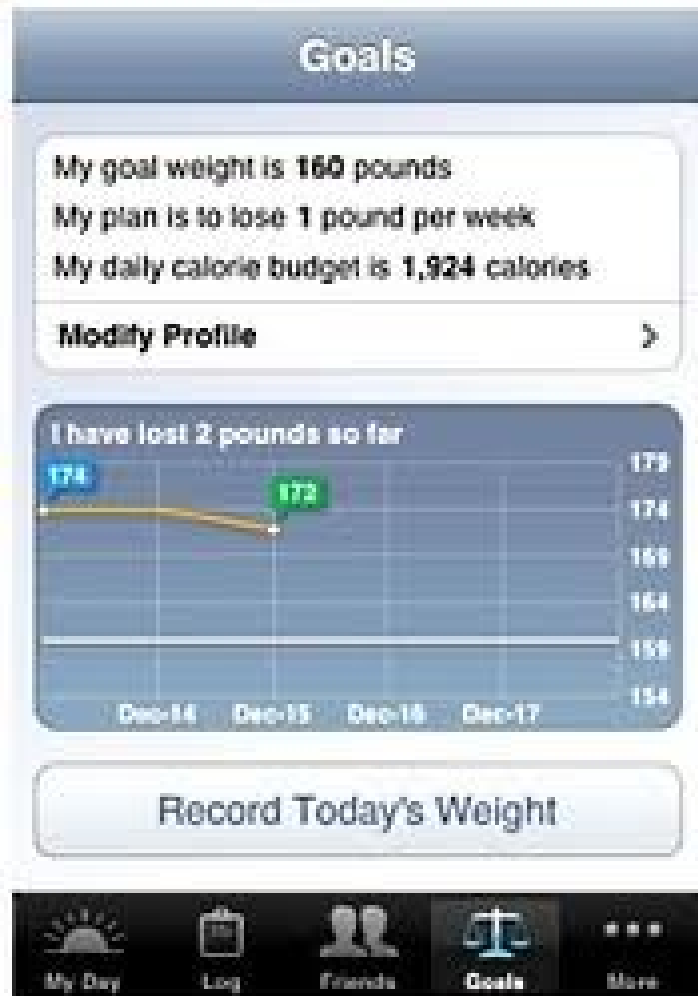 Goals
My goal weight is 160 pounds
My plan is to lose 1 pound per week
My daily calorie budget is 1,924 calories
Modify Profile
I have lost 2 pounds so far
174
172
179
174
169
164
159
154
Dec-14 Dec-15 Dec-16 Dec-17
Record Today's Weight
My Day Log Friends Goals More